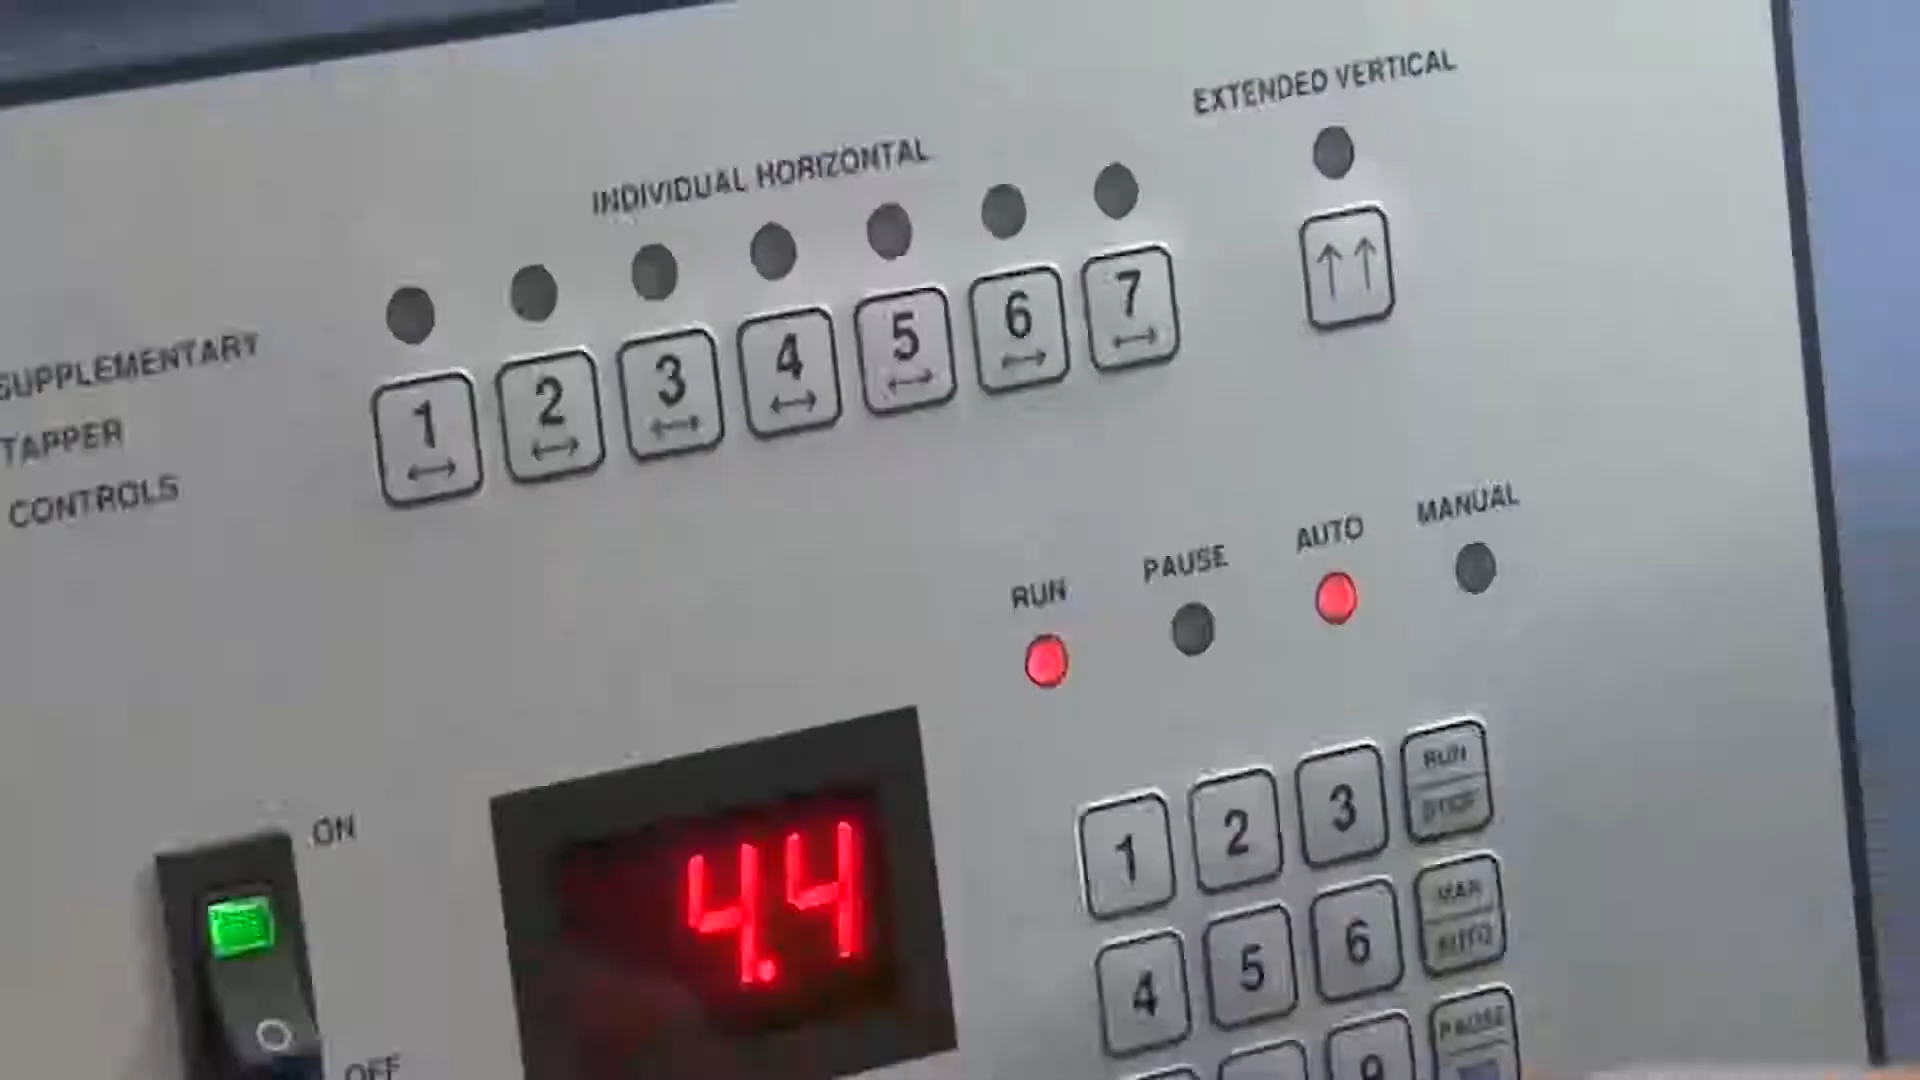 EXTENDED VERTICAL
INDIVIDUAL HORIZONTAL
SUPPLEMENTARY
TAPPER
CONTROLS
1 2 3 4 5 6 7
RUN PAUSE AUTO MANUAL
ON
OFF
4.4
1 2 3 RUN STOP
4 5 6 MAN AUTO
9 PAUSE